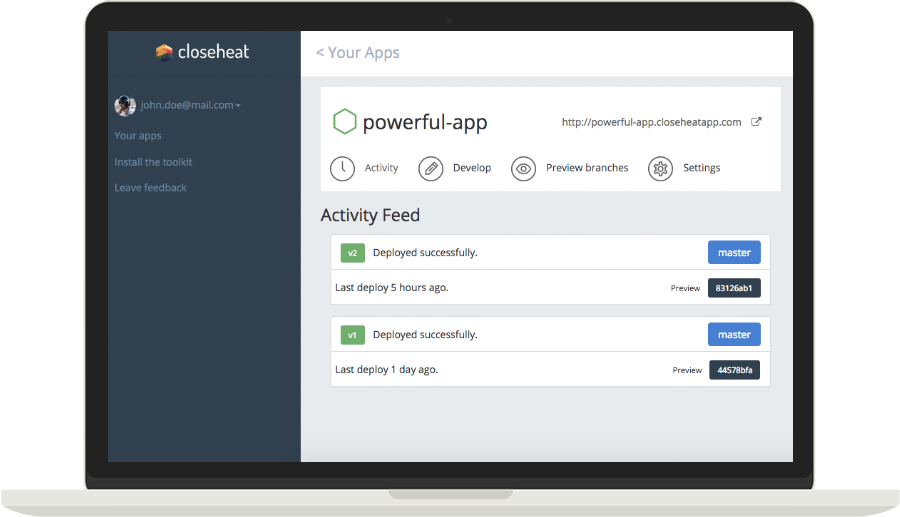 closeheat
< Your Apps
john.doe@mail.com
Your apps
Install the toolkit
Leave feedback
powerful-app
http://powerful-app.closeheatapp.com
Activity
Develop
Preview branches
Settings
Activity Feed
v2 Deployed successfully. master
Last deploy 5 hours ago. Preview 83126ab1
v1 Deployed successfully. master
Last deploy 1 day ago. Preview 44578bfa